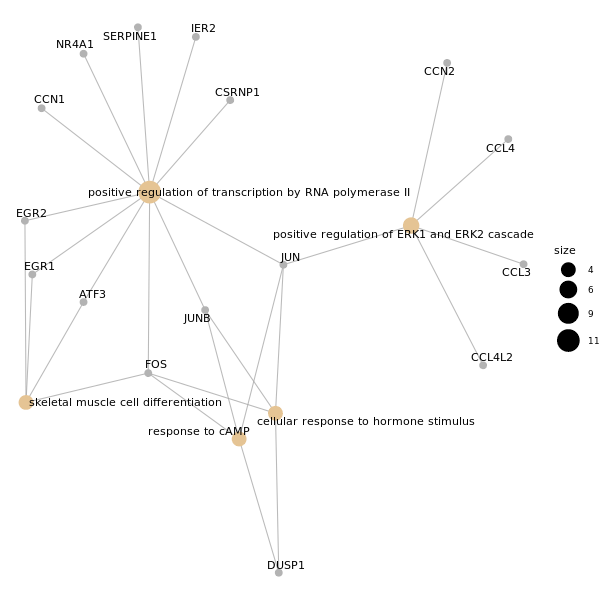 SERPINE1
IER2
NR4A1
CCN2
CSRNP1
CCN1
CCL4
positive regulation of transcription by RNA polymerase II
EGR2
positive regulation of ERK1 and ERK2 cascade
size
JUN
EGR1
CCL3
4
ATF3
6
JUNB
9
11
FOS
CCL4L2
skeletal muscle cell differentiation
cellular response to hormone stimulus
response to cAMP
DUSP1